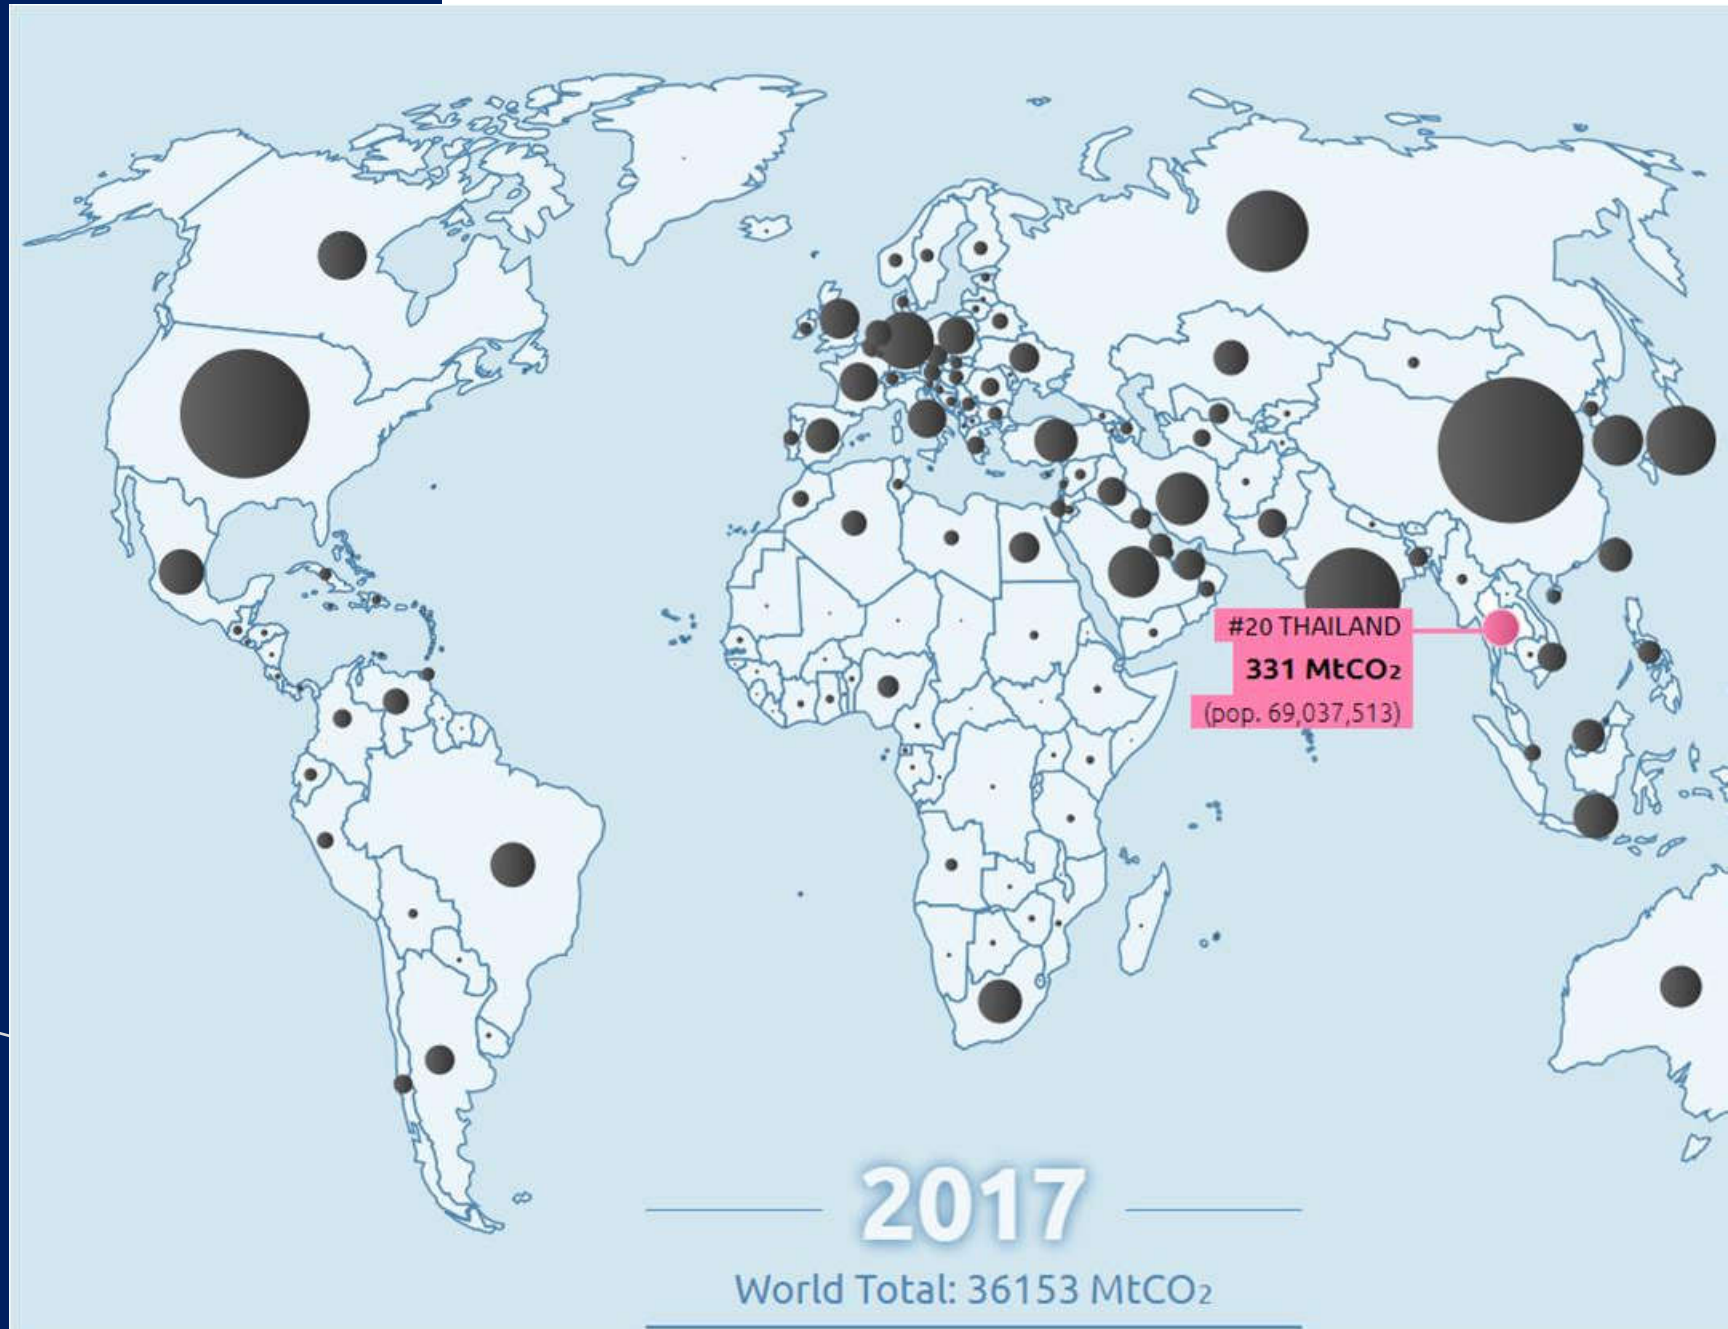 #20 THAILAND
331 MtCO₂
(pop. 69,037,513)
2017
World Total: 36153 MtCO₂